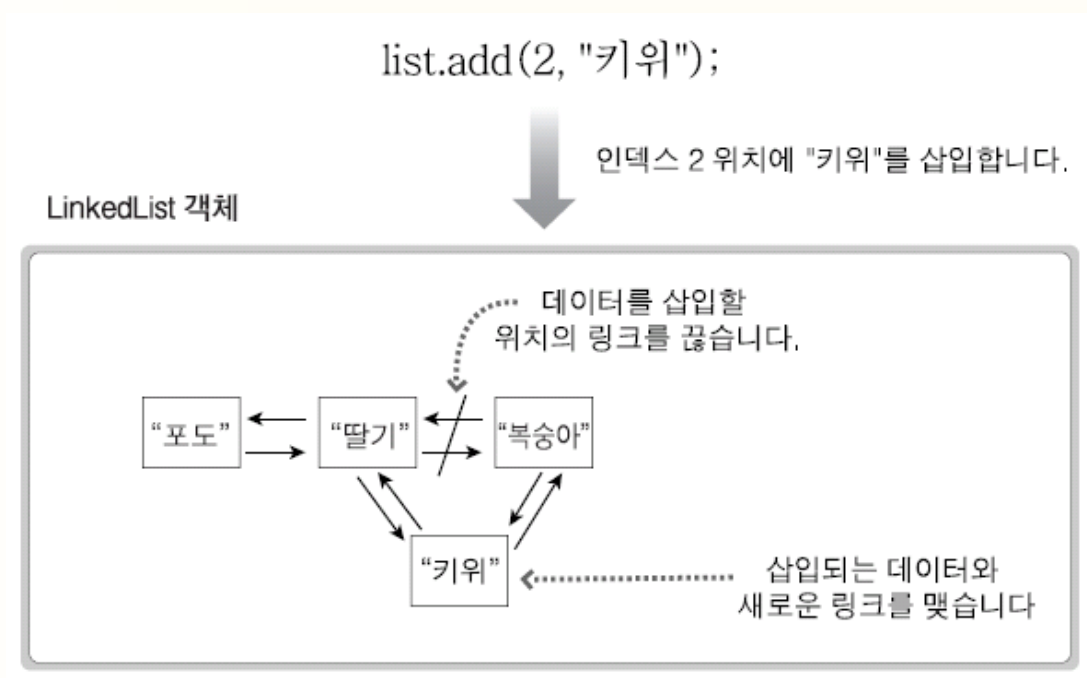 list.add(2, "키위");
인덱스 2 위치에 "키위"를 삽입합니다.
LinkedList 객체
데이터를 삽입할
위치의 링크를 끊습니다.
“포도”
“딸기”
“복숭아”
“키위”
삽입되는 데이터와
새로운 링크를 맺습니다